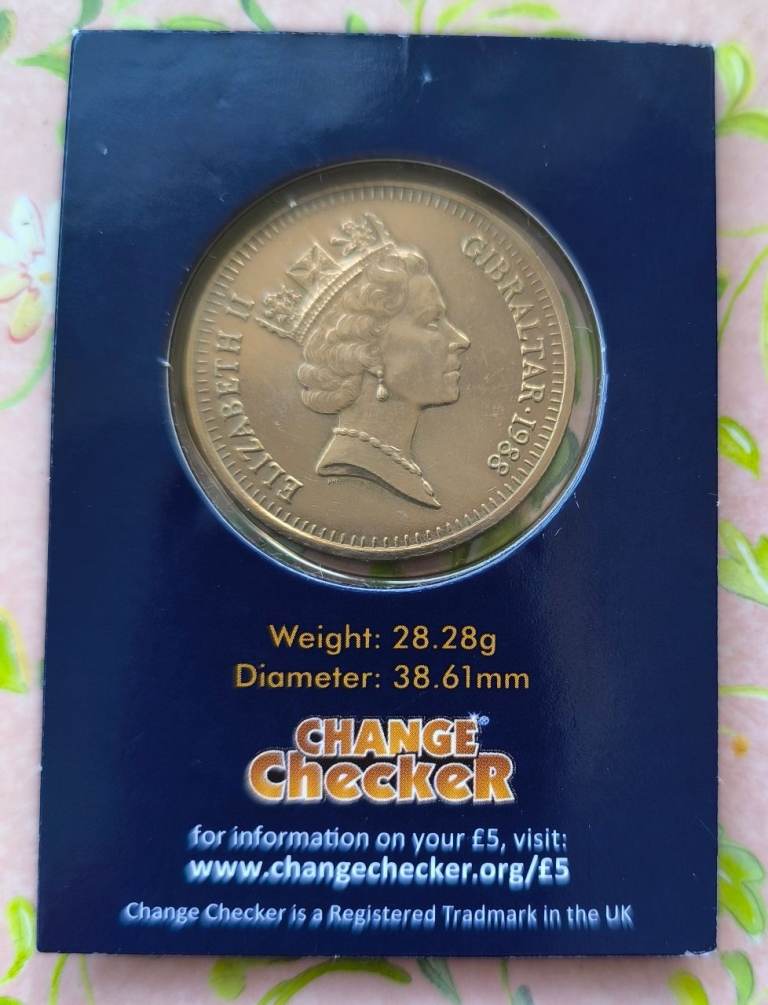 ELIZABETH II
GIBRALTAR · 1988
Weight: 28.28g
Diameter: 38.61mm
CHANGE
CheckeR®
for information on your £5, visit:
www.changechecker.org/£5
Change Checker is a Registered Tradmark in the UK